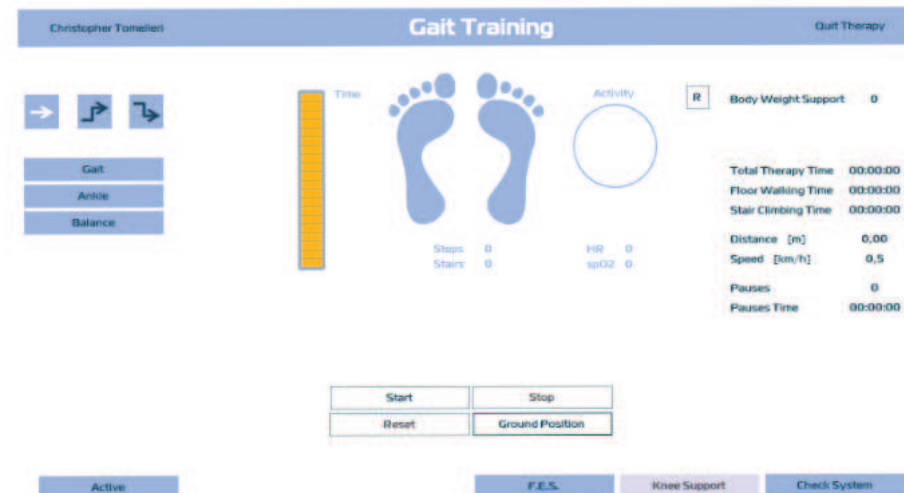 Christopher Tomelleri
Gait Training
Quit Therapy
Time
Activity
R
Body Weight Support 0
Gait
Ankle
Balance
Total Therapy Time 00:00:00
Floor Walking Time 00:00:00
Stair Climbing Time 00:00:00
Steps 0
Stairs 0
HR 0
spO2 0
Distance [m] 0,00
Speed [km/h] 0,5
Pauses 0
Pauses Time 00:00:00
Start
Stop
Reset
Ground Position
Active
F.E.S.
Knee Support
Check System